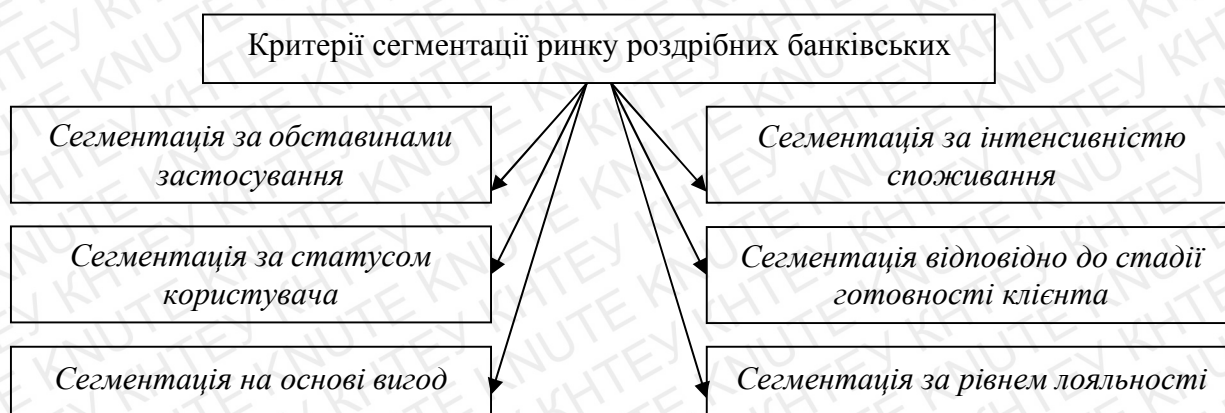 Критерії сегментації ринку роздрібних банківських
Сегментація за обставинами
застосування
Сегментація за інтенсивністю
споживання
Сегментація за статусом
користувача
Сегментація відповідно до стадії
готовності клієнта
Сегментація на основі вигод
Сегментація за рівнем лояльності